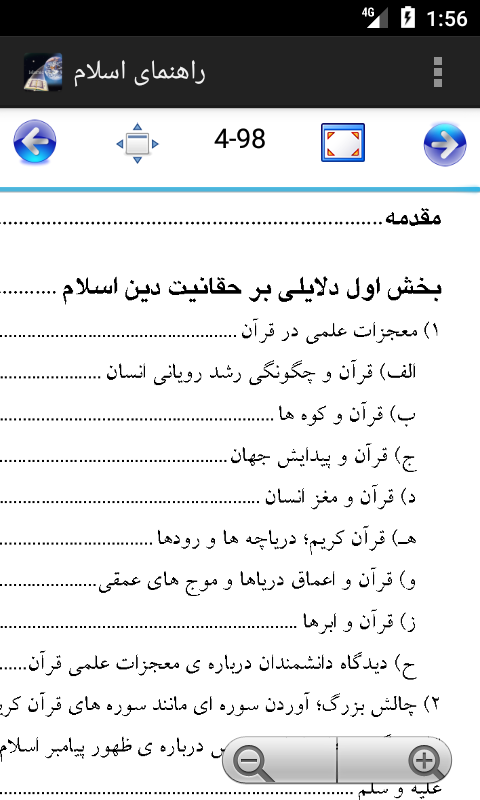 4G 1:56
راهنمای اسلام
4-98
مقدمه
بخش اول دلایلی بر حقانیت دین اسلام
۱) معجزات علمی در قرآن
الف) قرآن و چگونگی رشد رویانی انسان
ب) قرآن و کوه ها
ج) قرآن و پیدایش جهان
د) قرآن و مغز انسان
هـ) قرآن کریم؛ دریاچه ها و رودها
و) قرآن و اعماق دریاها و موج های عمقی
ز) قرآن و ابرها
ح) دیدگاه دانشمندان درباره ی معجزات علمی قرآن
۲) چالش بزرگ؛ آوردن سوره ای مانند سوره های قرآن
درباره ی ظهور پیامبر اسلام
علیه و سلم